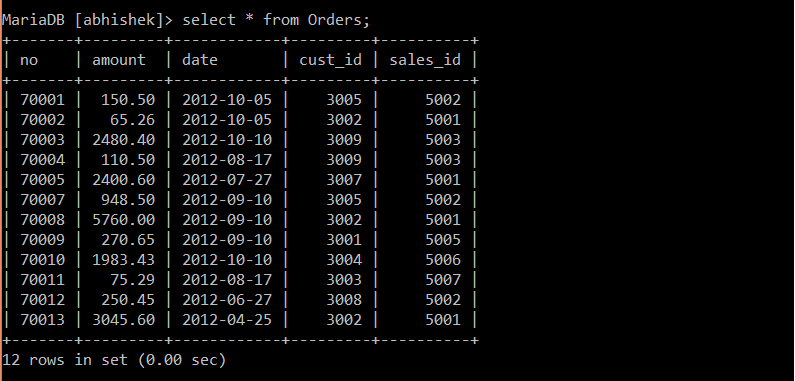 MariaDB [abhishek]> select * from Orders;
+-------+---------+------------+---------+----------+
| no    | amount  | date       | cust_id | sales_id |
+-------+---------+------------+---------+----------+
| 70001 |  150.50 | 2012-10-05 |    3005 |     5002 |
| 70002 |   65.26 | 2012-10-05 |    3002 |     5001 |
| 70003 | 2480.40 | 2012-10-10 |    3009 |     5003 |
| 70004 |  110.50 | 2012-08-17 |    3009 |     5003 |
| 70005 | 2400.60 | 2012-07-27 |    3007 |     5001 |
| 70007 |  948.50 | 2012-09-10 |    3005 |     5002 |
| 70008 | 5760.00 | 2012-09-10 |    3002 |     5001 |
| 70009 |  270.65 | 2012-09-10 |    3001 |     5005 |
| 70010 | 1983.43 | 2012-10-10 |    3004 |     5006 |
| 70011 |   75.29 | 2012-08-17 |    3003 |     5007 |
| 70012 |  250.45 | 2012-06-27 |    3008 |     5002 |
| 70013 | 3045.60 | 2012-04-25 |    3002 |     5001 |
+-------+---------+------------+---------+----------+
12 rows in set (0.00 sec)